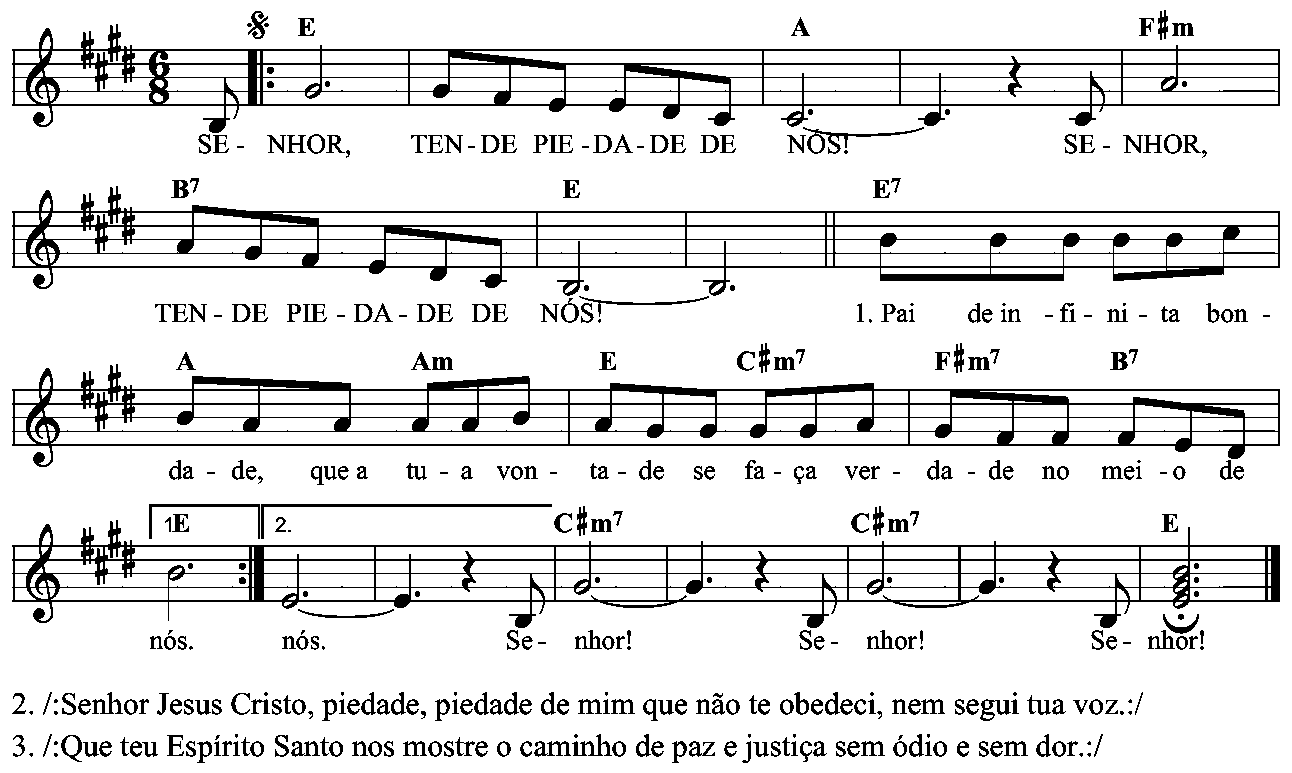 E A F#m
6/8
SE - NHOR, TEN-DE PIE-DA-DE DE NÓS! SE - NHOR,
B7 E E7
TEN- DE PIE - DA- DE DE NÓS! 1. Pai de in - fi - ni - ta bon -
A Am E C#m7 F#m7 B7
da- de, que a tu - a von - ta - de se fa - ça ver - da - de no mei - o de
1. E 2. C#m7 C#m7 E
nós. nós. Se - nhor! Se - nhor! Se - nhor!
2. /:Senhor Jesus Cristo, piedade, piedade de mim que não te obedeci, nem segui tua voz.:/
3. /:Que teu Espírito Santo nos mostre o caminho de paz e justiça sem ódio e sem dor.:/